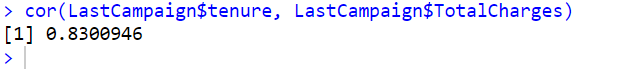 > cor(LastCampaign$tenure, LastCampaign$TotalCharges)
[1] 0.8300946
>